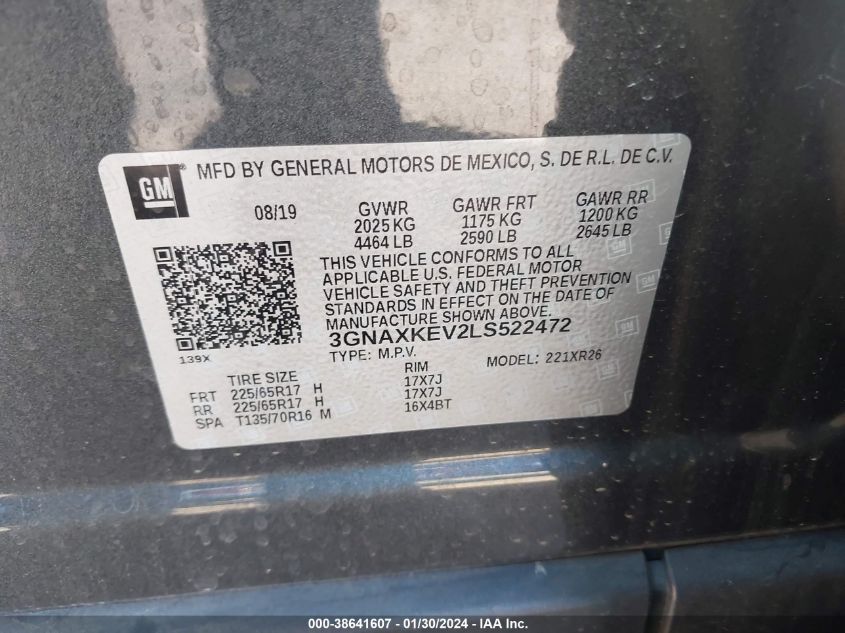 GM
®
MFD BY GENERAL MOTORS DE MEXICO, S. DE R.L. DE C.V.
08/19 GVWR GAWR FRT GAWR RR
2025 KG 1175 KG 1200 KG
4464 LB 2590 LB 2645 LB
THIS VEHICLE CONFORMS TO ALL
APPLICABLE U.S. FEDERAL MOTOR
VEHICLE SAFETY AND THEFT PREVENTION
STANDARDS IN EFFECT ON THE DATE OF
MANUFACTURE SHOWN ABOVE.
3GNAXKEV2LS522472
139X
TYPE: M.P.V. MODEL: 221XR26
TIRE SIZE RIM
FRT 225/65R17 H 17X7J
RR 225/65R17 H 17X7J
SPA T135/70R16 M 16X4BT
000-38641607 - 01/30/2024 - IAA Inc.